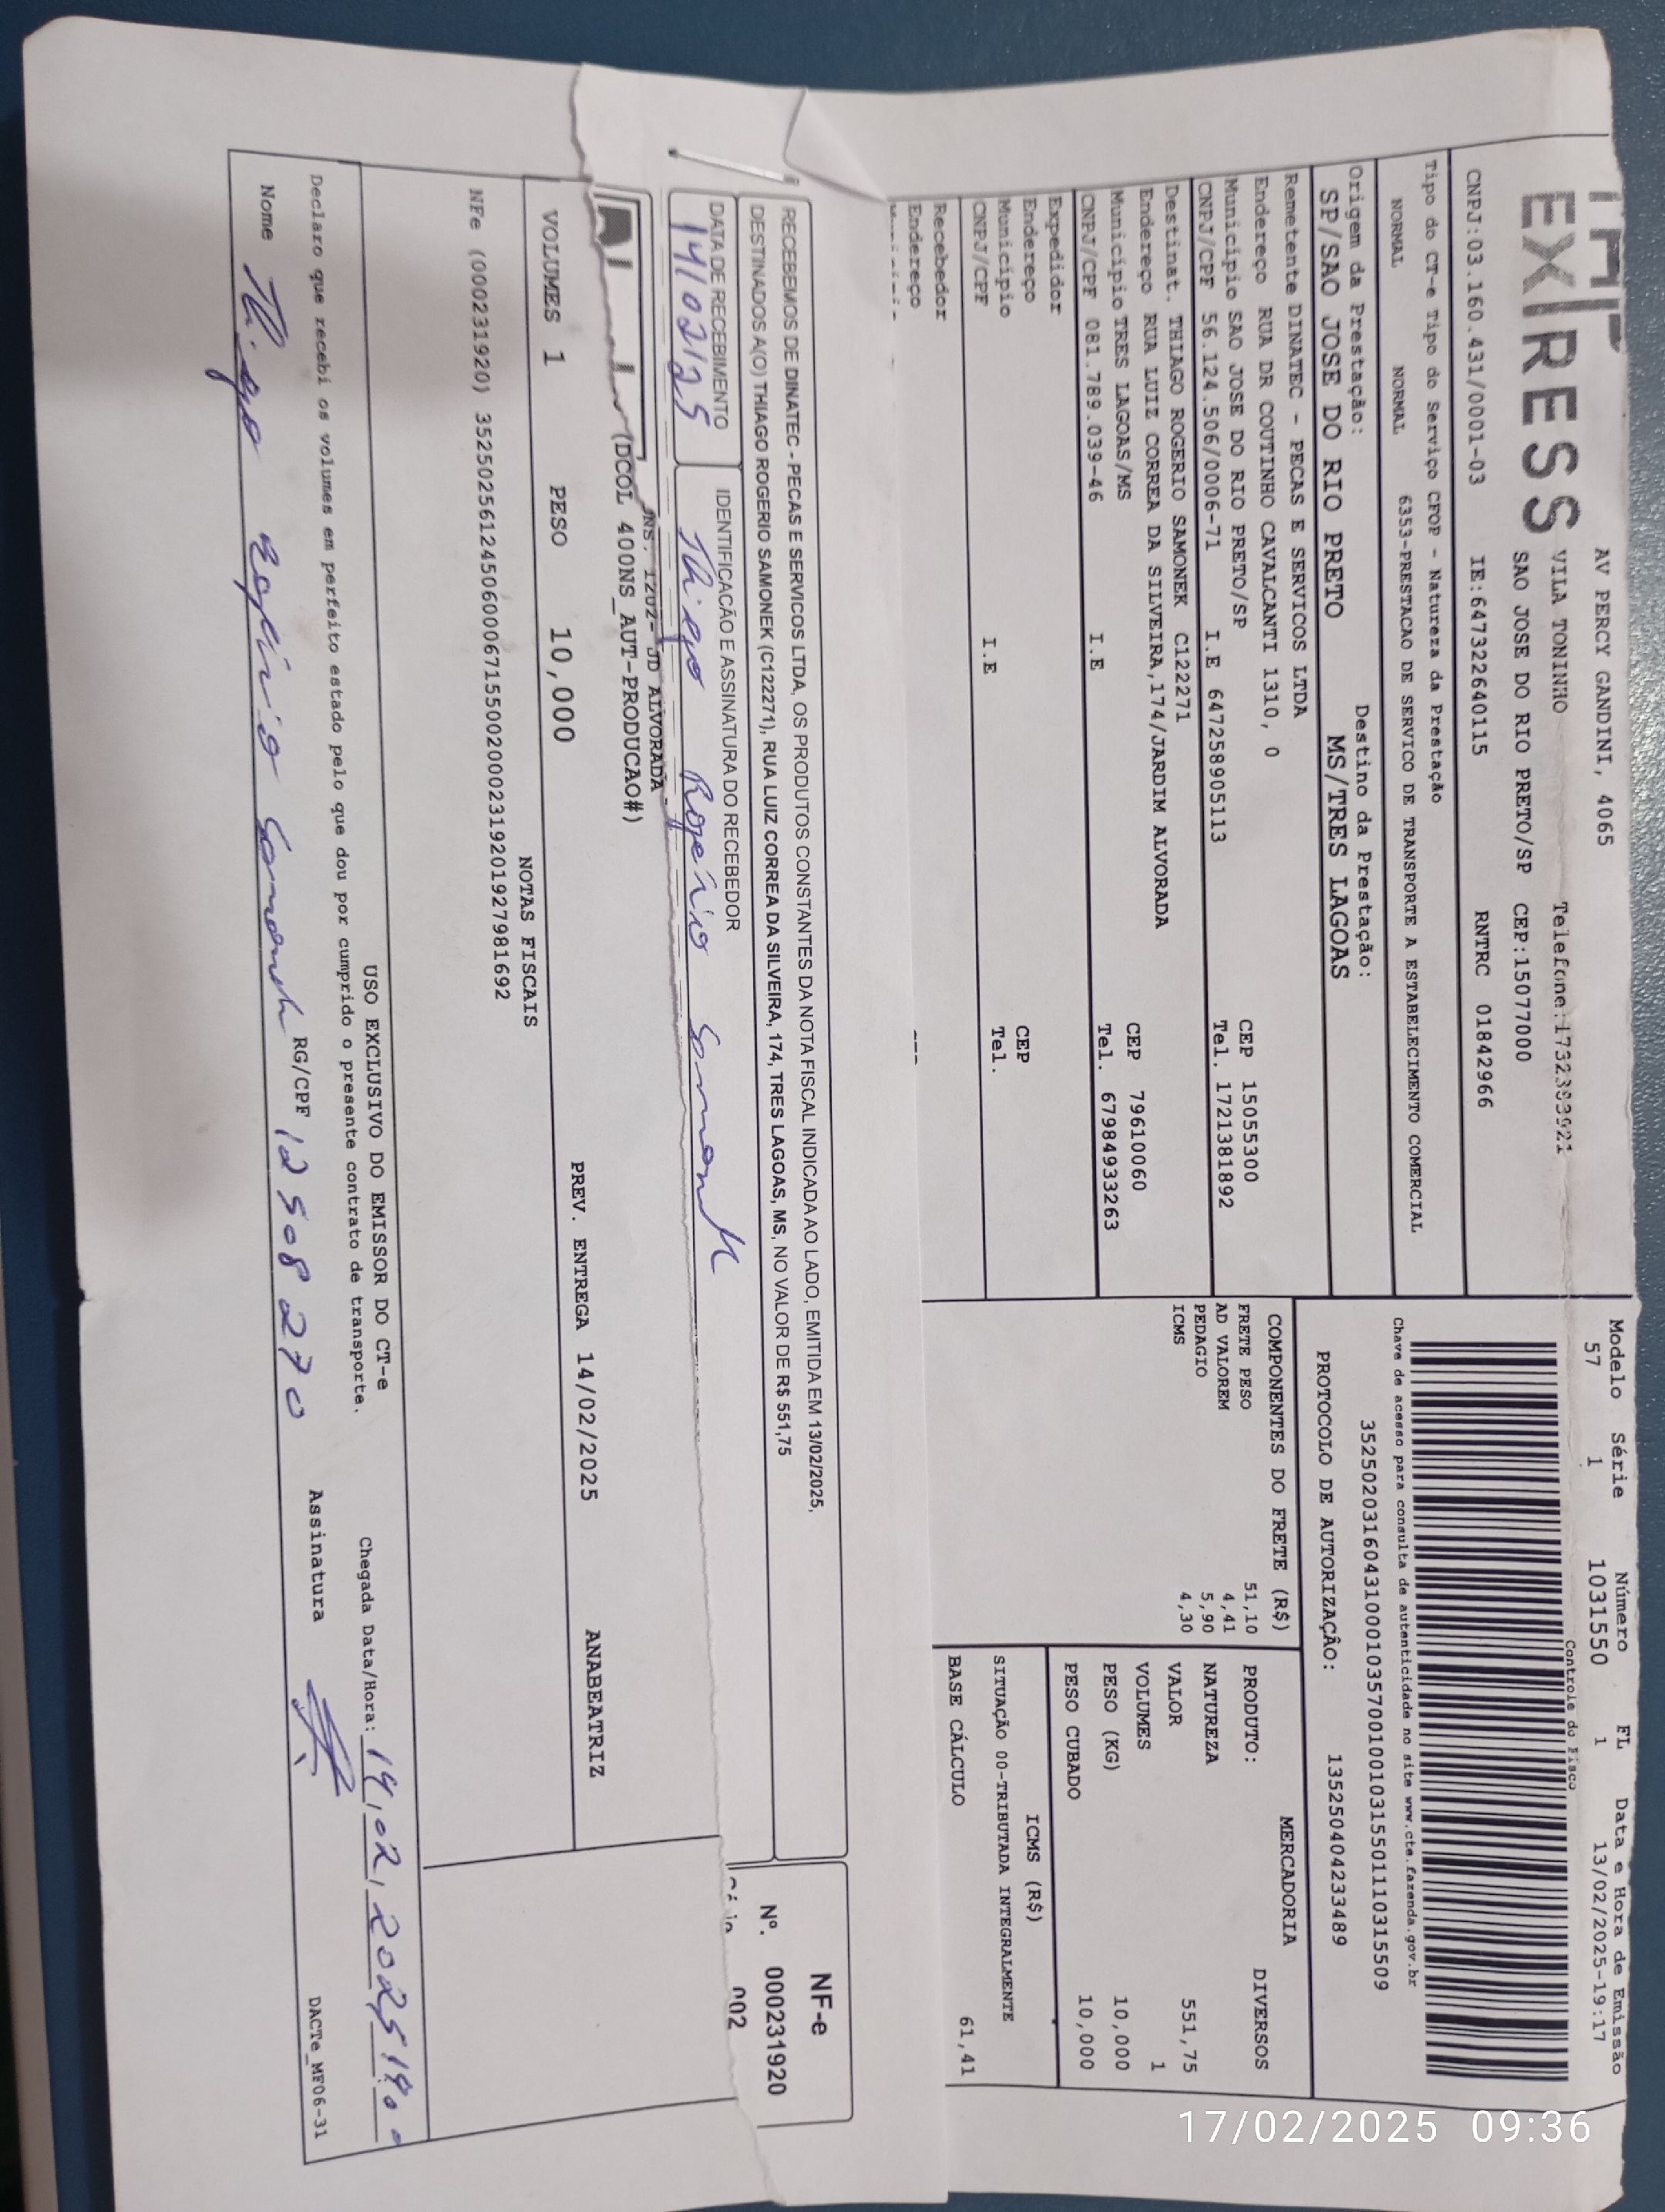 EXPRESS
AV PERCY GANDINI, 4065
VILA TONINHO Telefone:1732383921
SAO JOSE DO RIO PRETO/SP CEP:15077000
CNPJ:03.160.431/0001-03 IE:647322640115 RNTRC 01842966
Tipo do CT-e Tipo do Serviço CFOP - Natureza da Prestação
NORMAL NORMAL 6353-PRESTACAO DE SERVICO DE TRANSPORTE A ESTABELECIMENTO COMERCIAL
Origem da Prestação: Destino da Prestação:
SP/SAO JOSE DO RIO PRETO MS/TRES LAGOAS
Remetente DINATEC - PECAS E SERVICOS LTDA
Endereço RUA DR COUTINHO CAVALCANTI 1310, 0 CEP 15055300
Município SAO JOSE DO RIO PRETO/SP Tel. 1721381892
CNPJ/CPF 56.124.506/0006-71 I.E 647258905113
Destinat. THIAGO ROGERIO SAMONEK C122271
Endereço RUA LUIZ CORREA DA SILVEIRA,174/JARDIM ALVORADA
Município TRES LAGOAS/MS CEP 79610060
CNPJ/CPF 081.789.039-46 I.E Tel. 67984933263
Expedidor
Endereço
Município CEP
CNPJ/CPF I.E Tel.
Recebedor
Endereço
Modelo Série Número FL Data e Hora de Emissão
57 1 1031550 1 13/02/2025-19:17
Controle do Fisco
Chave de acesso para consulta de autenticidade no site www.cte.fazenda.gov.br
35250203160431000103570010010315501110315509
PROTOCOLO DE AUTORIZAÇÃO: 135250404233489
COMPONENTES DO FRETE (R$)
FRETE PESO 51,10
AD VALOREM 4,41
PEDAGIO 5,90
ICMS 4,30
MERCADORIA
PRODUTO: DIVERSOS
NATUREZA
VALOR 551,75
VOLUMES 1
PESO (KG) 10,000
PESO CUBADO 10,000
ICMS (R$)
SITUAÇÃO 00-TRIBUTADA INTEGRALMENTE
BASE CÁLCULO 61,41
RECEBEMOS DE DINATEC - PECAS E SERVICOS LTDA, OS PRODUTOS CONSTANTES DA NOTA FISCAL INDICADA AO LADO, EMITIDA EM 13/02/2025,
DESTINADOS A(O) THIAGO ROGERIO SAMONEK (C122271), RUA LUIZ CORREA DA SILVEIRA, 174, TRES LAGOAS, MS, NO VALOR DE R$ 551,75
DATA DE RECEBIMENTO IDENTIFICAÇÃO E ASSINATURA DO RECEBEDOR
14/02/25 Thiago Rogério Samonek
NF-e
Nº. 000231920
002
JD ALVORADA
(DCOL 400NS_AUT-PRODUCAO#)
VOLUMES 1 PESO 10,000 PREV. ENTREGA 14/02/2025 ANABEATRIZ
NOTAS FISCAIS
NFe (000231920) 35250256124506000671550020002319201927981692
USO EXCLUSIVO DO EMISSOR DO CT-e
Declaro que recebi os volumes em perfeito estado pelo que dou por cumprido o presente contrato de transporte.
Chegada Data/Hora: 14,02,2025
Nome Thiago Rogério Samonek RG/CPF 12508270 Assinatura
DACTe_MF06-31
17/02/2025 09:36